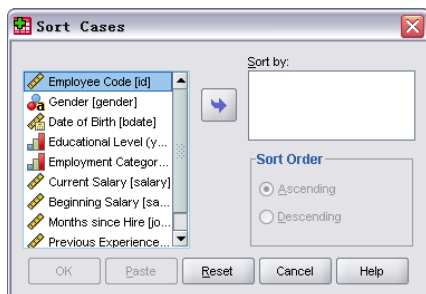 Sort Cases
Employee Code [id]
Gender [gender]
Date of Birth [bdate]
Educational Level (y...
Employment Categor...
Current Salary [salary]
Beginning Salary [sa...
Months since Hire [jo...
Previous Experience...
Sort by:
Sort Order
Ascending
Descending
OK
Paste
Reset
Cancel
Help